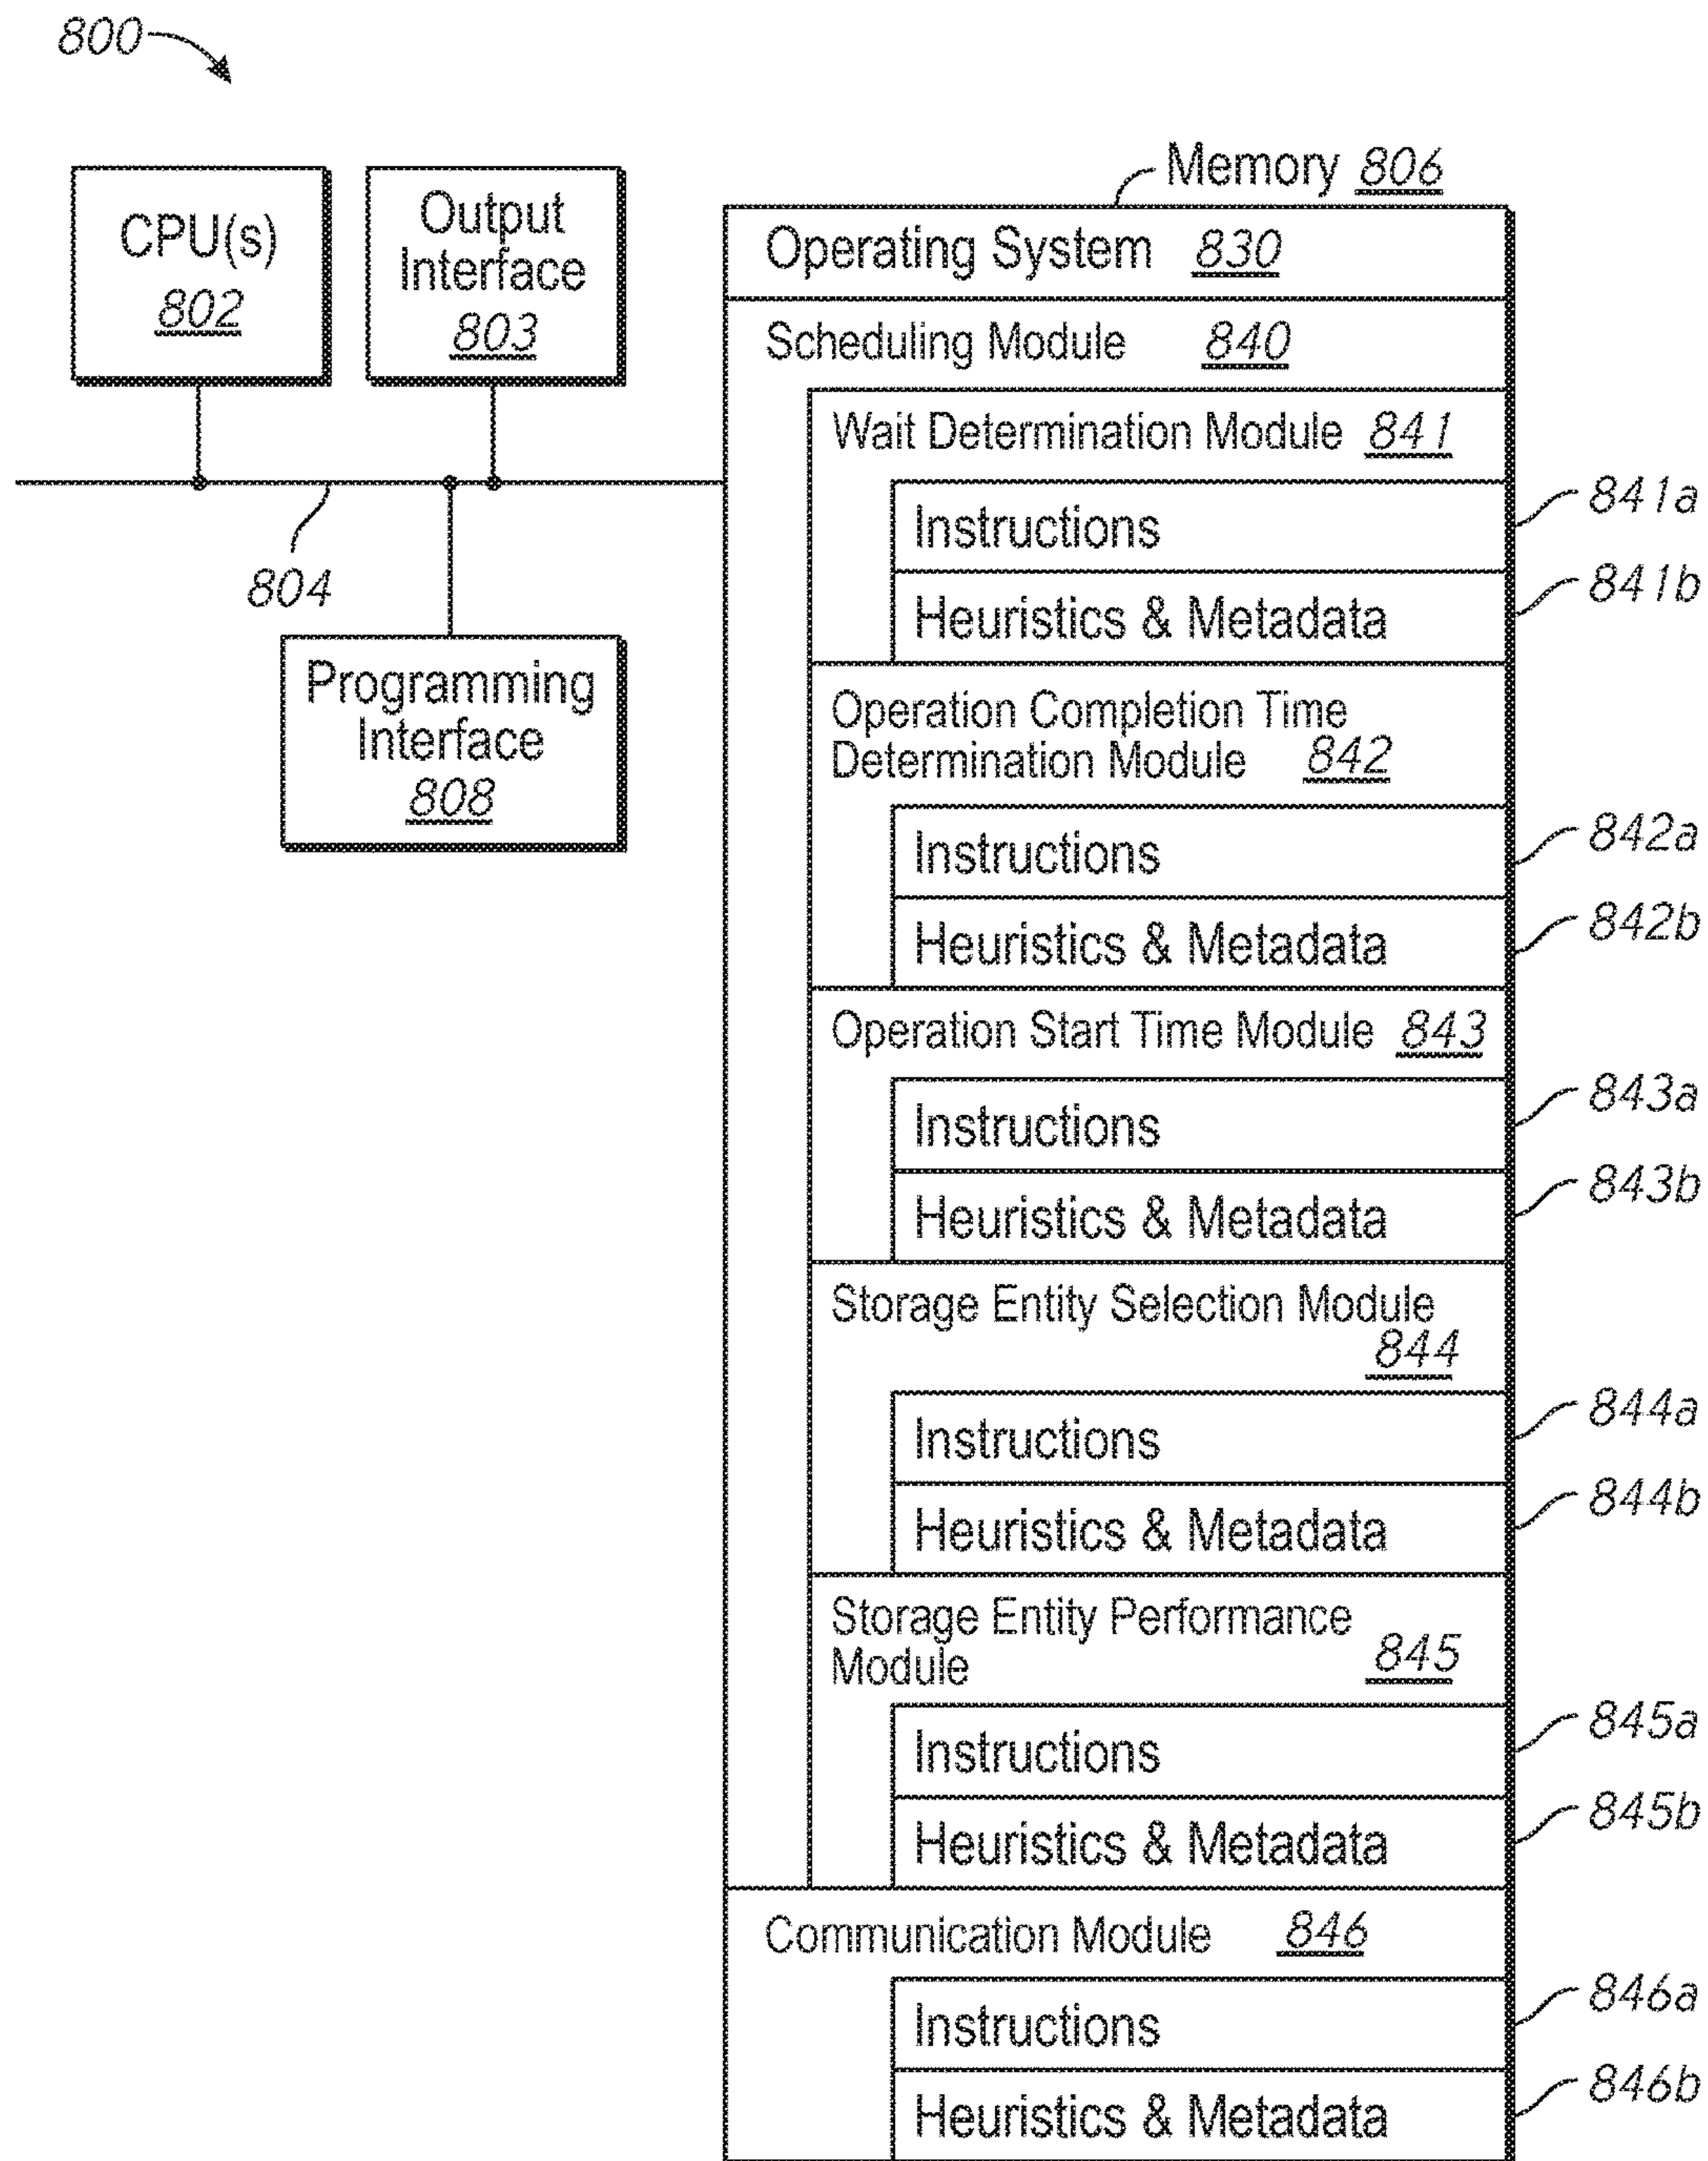 800
CPU(s)
802
Output
Interface
803
804
Programming
Interface
808
Memory 806
Operating System 830
Scheduling Module 840
Wait Determination Module 841
Instructions
841a
Heuristics & Metadata
841b
Operation Completion Time
Determination Module 842
Instructions
842a
Heuristics & Metadata
842b
Operation Start Time Module 843
Instructions
843a
Heuristics & Metadata
843b
Storage Entity Selection Module
844
Instructions
844a
Heuristics & Metadata
844b
Storage Entity Performance
Module 845
Instructions
845a
Heuristics & Metadata
845b
Communication Module 846
Instructions
846a
Heuristics & Metadata
846b